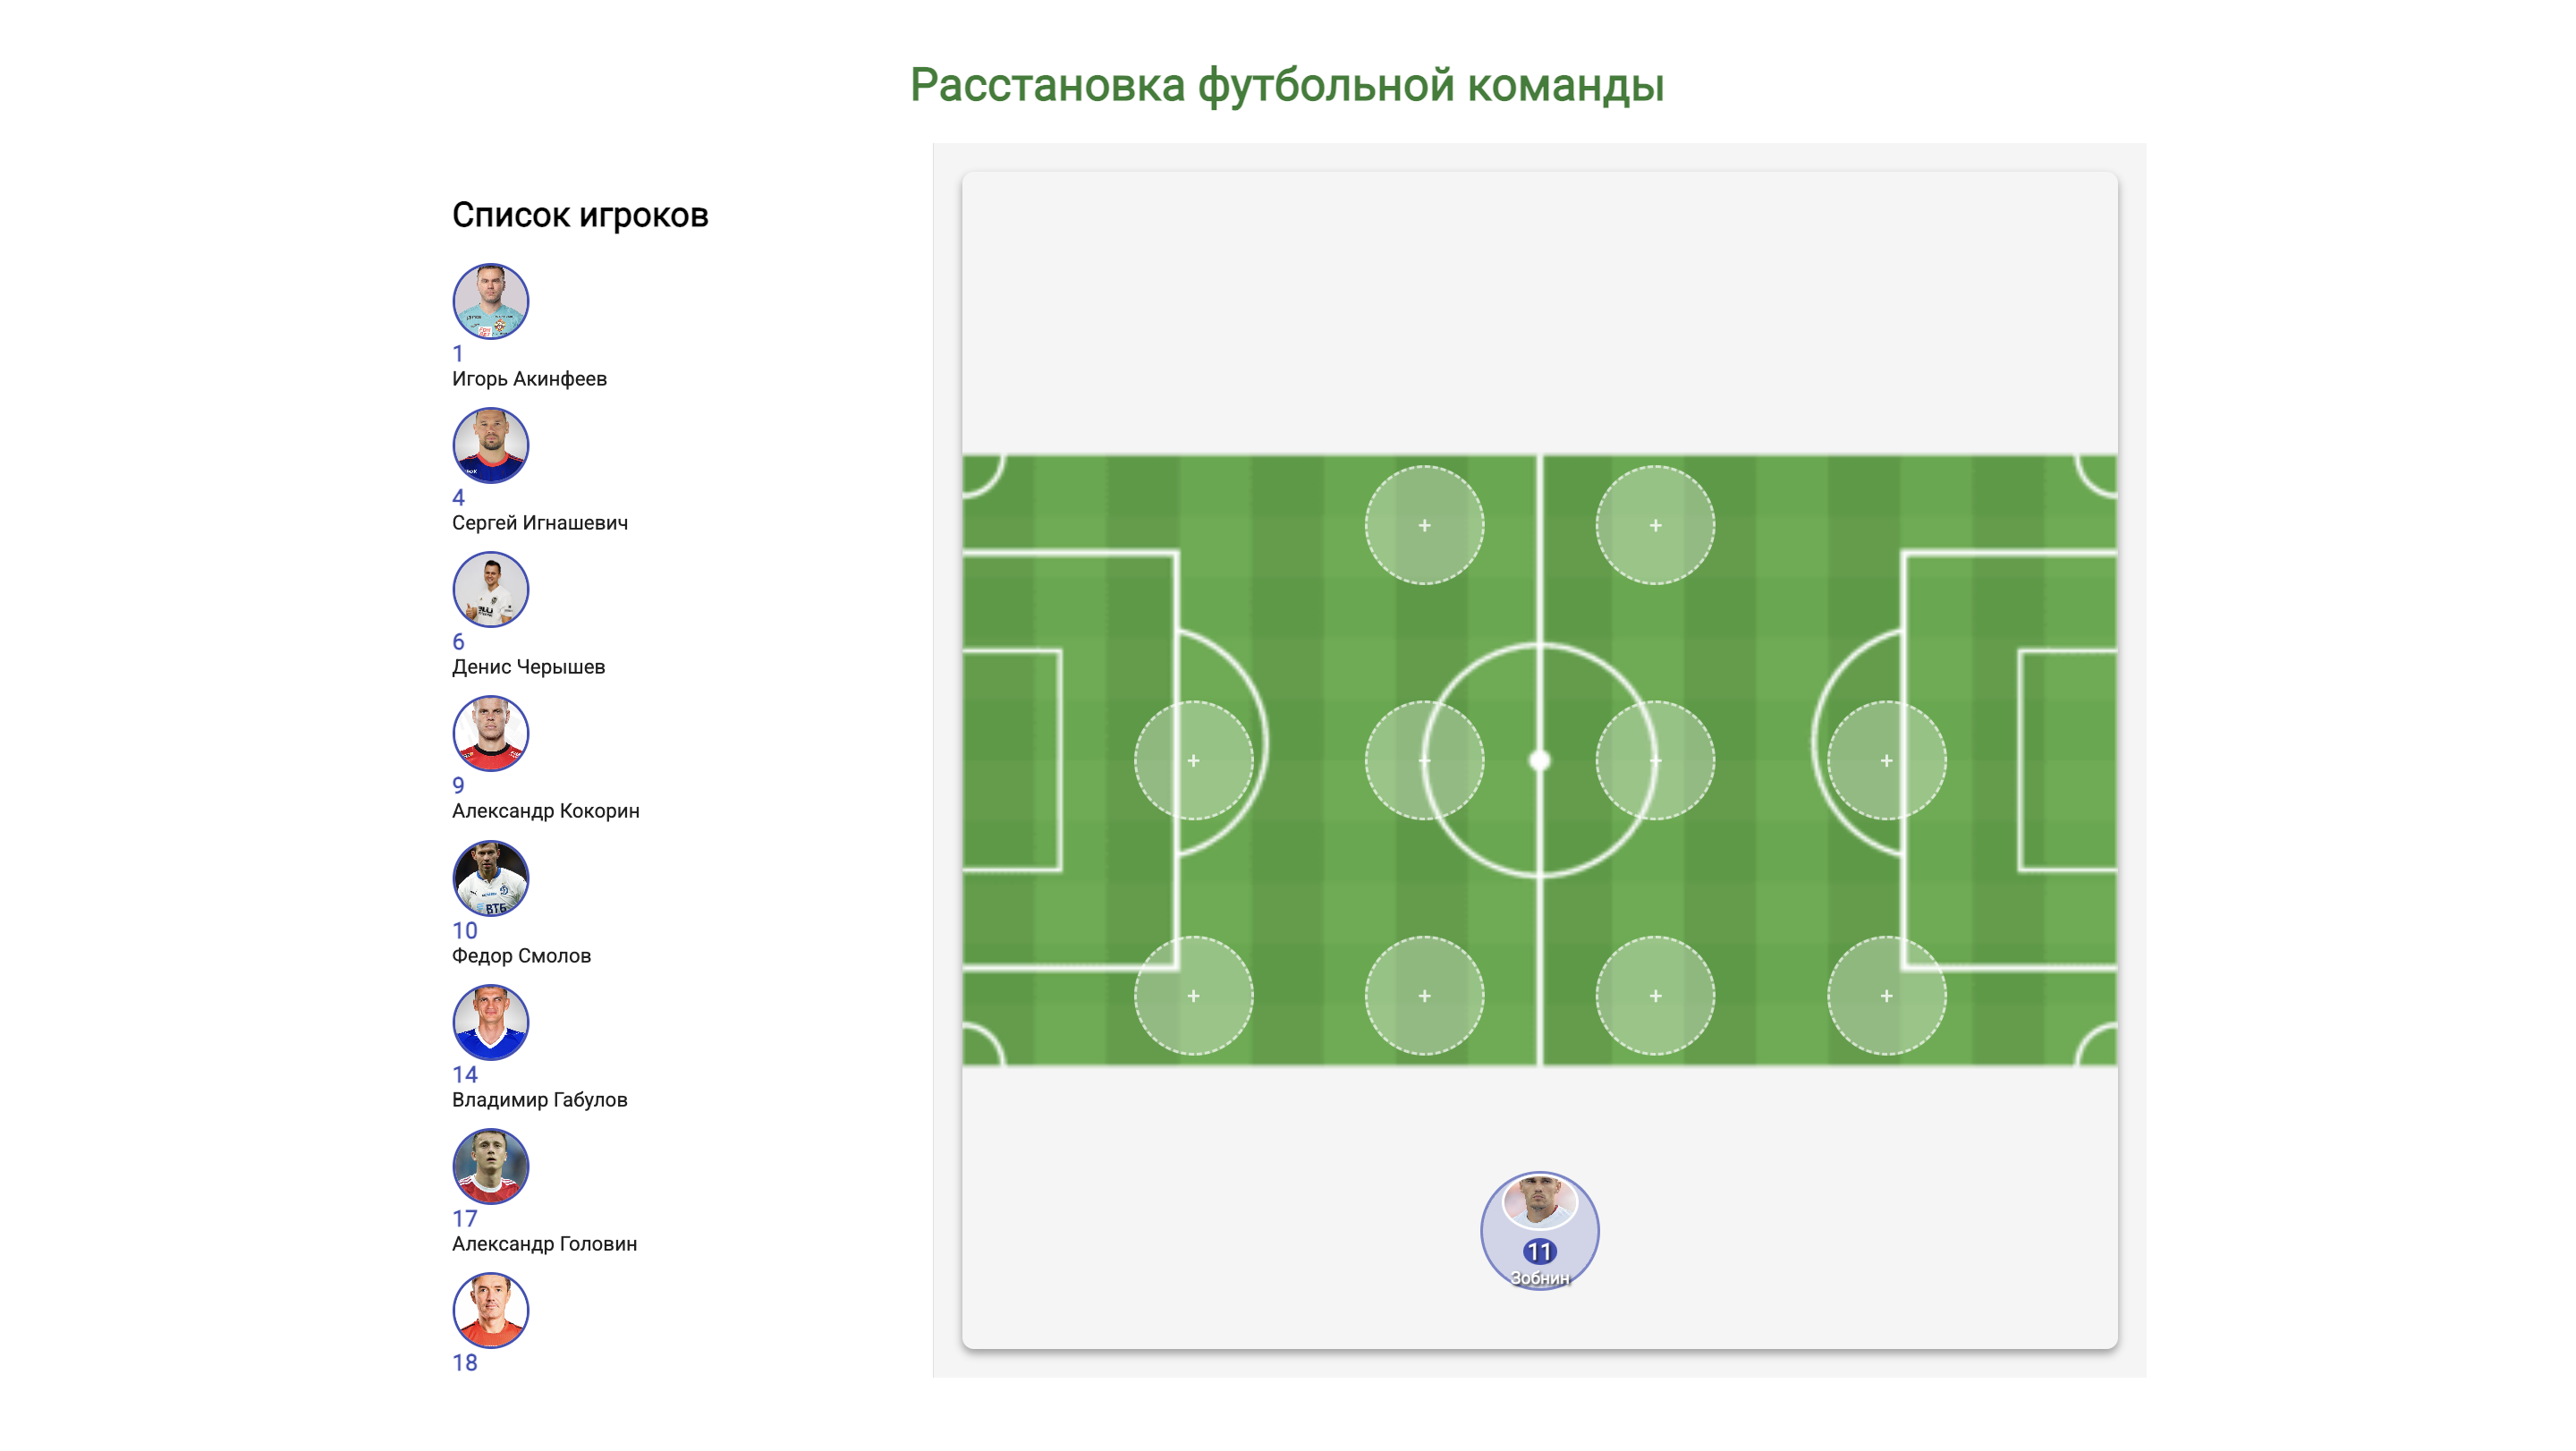 Расстановка футбольной команды
Список игроков
1
Игорь Акинфеев
4
Сергей Игнашевич
6
Денис Черышев
9
Александр Кокорин
ВТБ
10
Федор Смолов
14
Владимир Габулов
17
Александр Головин
18
+ +
+ + + +
+ + + +
11
Зобнин